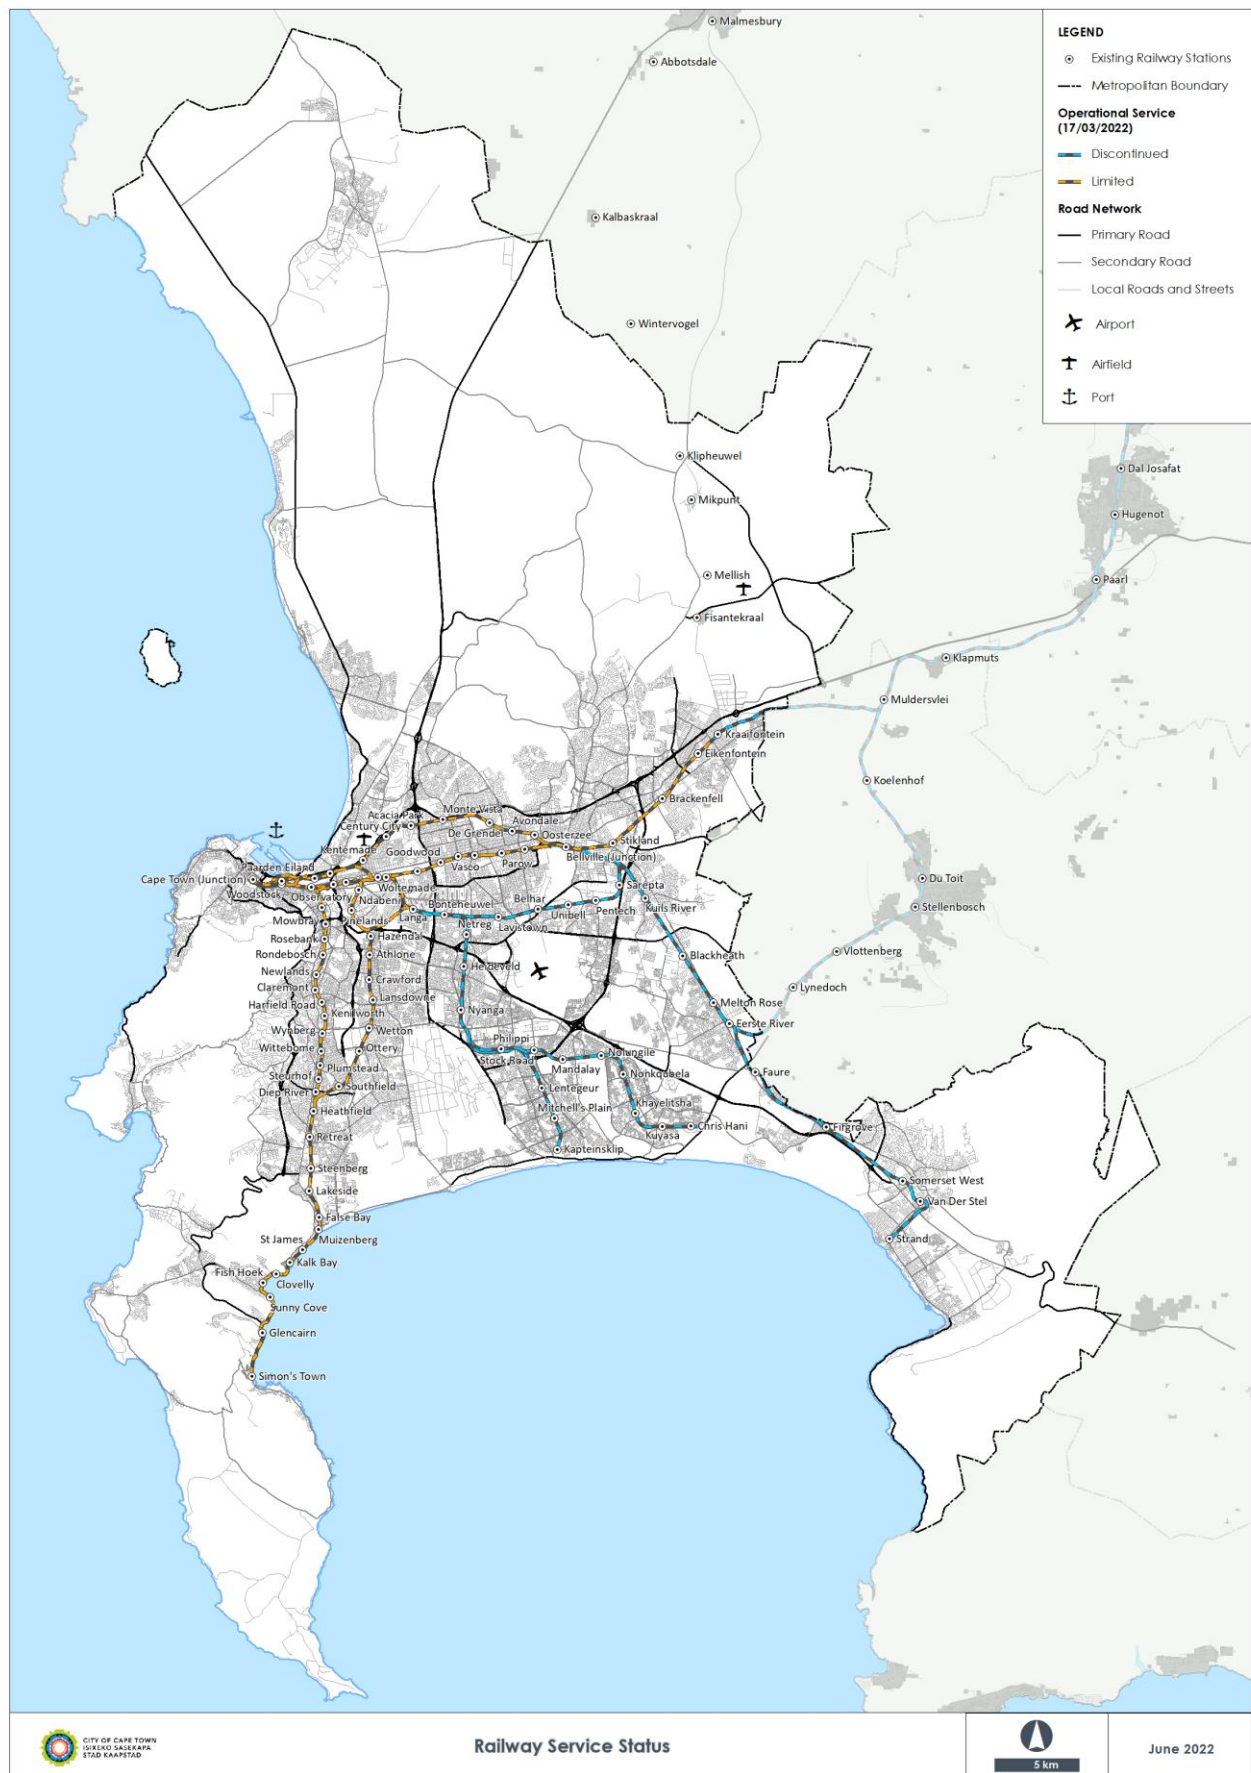 Malmesbury
Abbotsdale
Kalbaskraal
Wintervogel
Klipheuwel
Mikpunt
Mellish
Fisantekraal
LEGEND
Existing Railway Stations
Metropolitan Boundary
Operational Service
(17/03/2022)
Discontinued
Limited
Road Network
Primary Road
Secondary Road
Local Roads and Streets
Airport
Airfield
Port
Dal Josafat
Hugenot
Paarl
Klapmuts
Muldersvlei
Koelenhof
Du Toit
Stellenbosch
Vlottenberg
Lynedoch
Kraaifontein
Eikenfontein
Brackenfell
Stikland
Bellville (Junction)
Acacia Park
Monte Vista
Century City
De Grendel
Avondale
Oosterzee
Kentemade
Goodwood
Vasco
Parow
Paarden Eiland
Cape Town (Junction)
Woodstock
Observatory
Woltemade
Ndabeni
Langa
Bonteheuwel
Belhar
Netreg
Lavistown
Unibell
Pentech
Sarepta
Kuils River
Mowbray
Pinelands
Rosebank
Hazendal
Rondebosch
Athlone
Heideveld
Blackheath
Newlands
Crawford
Claremont
Lansdowne
Harfield Road
Kenilworth
Nyanga
Melton Rose
Eerste River
Wynberg
Wetton
Wittebome
Ottery
Philippi
Stock Road
Mandalay
Nolungile
Plumstead
Steurhof
Nonkqubela
Faure
Diep River
Southfield
Lentegeur
Heathfield
Mitchell's Plain
Khayelitsha
Kuyasa
Chris Hani
Firgrove
Retreat
Kapteinsklip
Steenberg
Somerset West
Lakeside
Van Der Stel
False Bay
Strand
Muizenberg
St James
Kalk Bay
Fish Hoek
Clovelly
Sunny Cove
Glencairn
Simon's Town
CITY OF CAPE TOWN
ISIXEKO SASEKAPA
STAD KAAPSTAD
Railway Service Status
5 km
June 2022